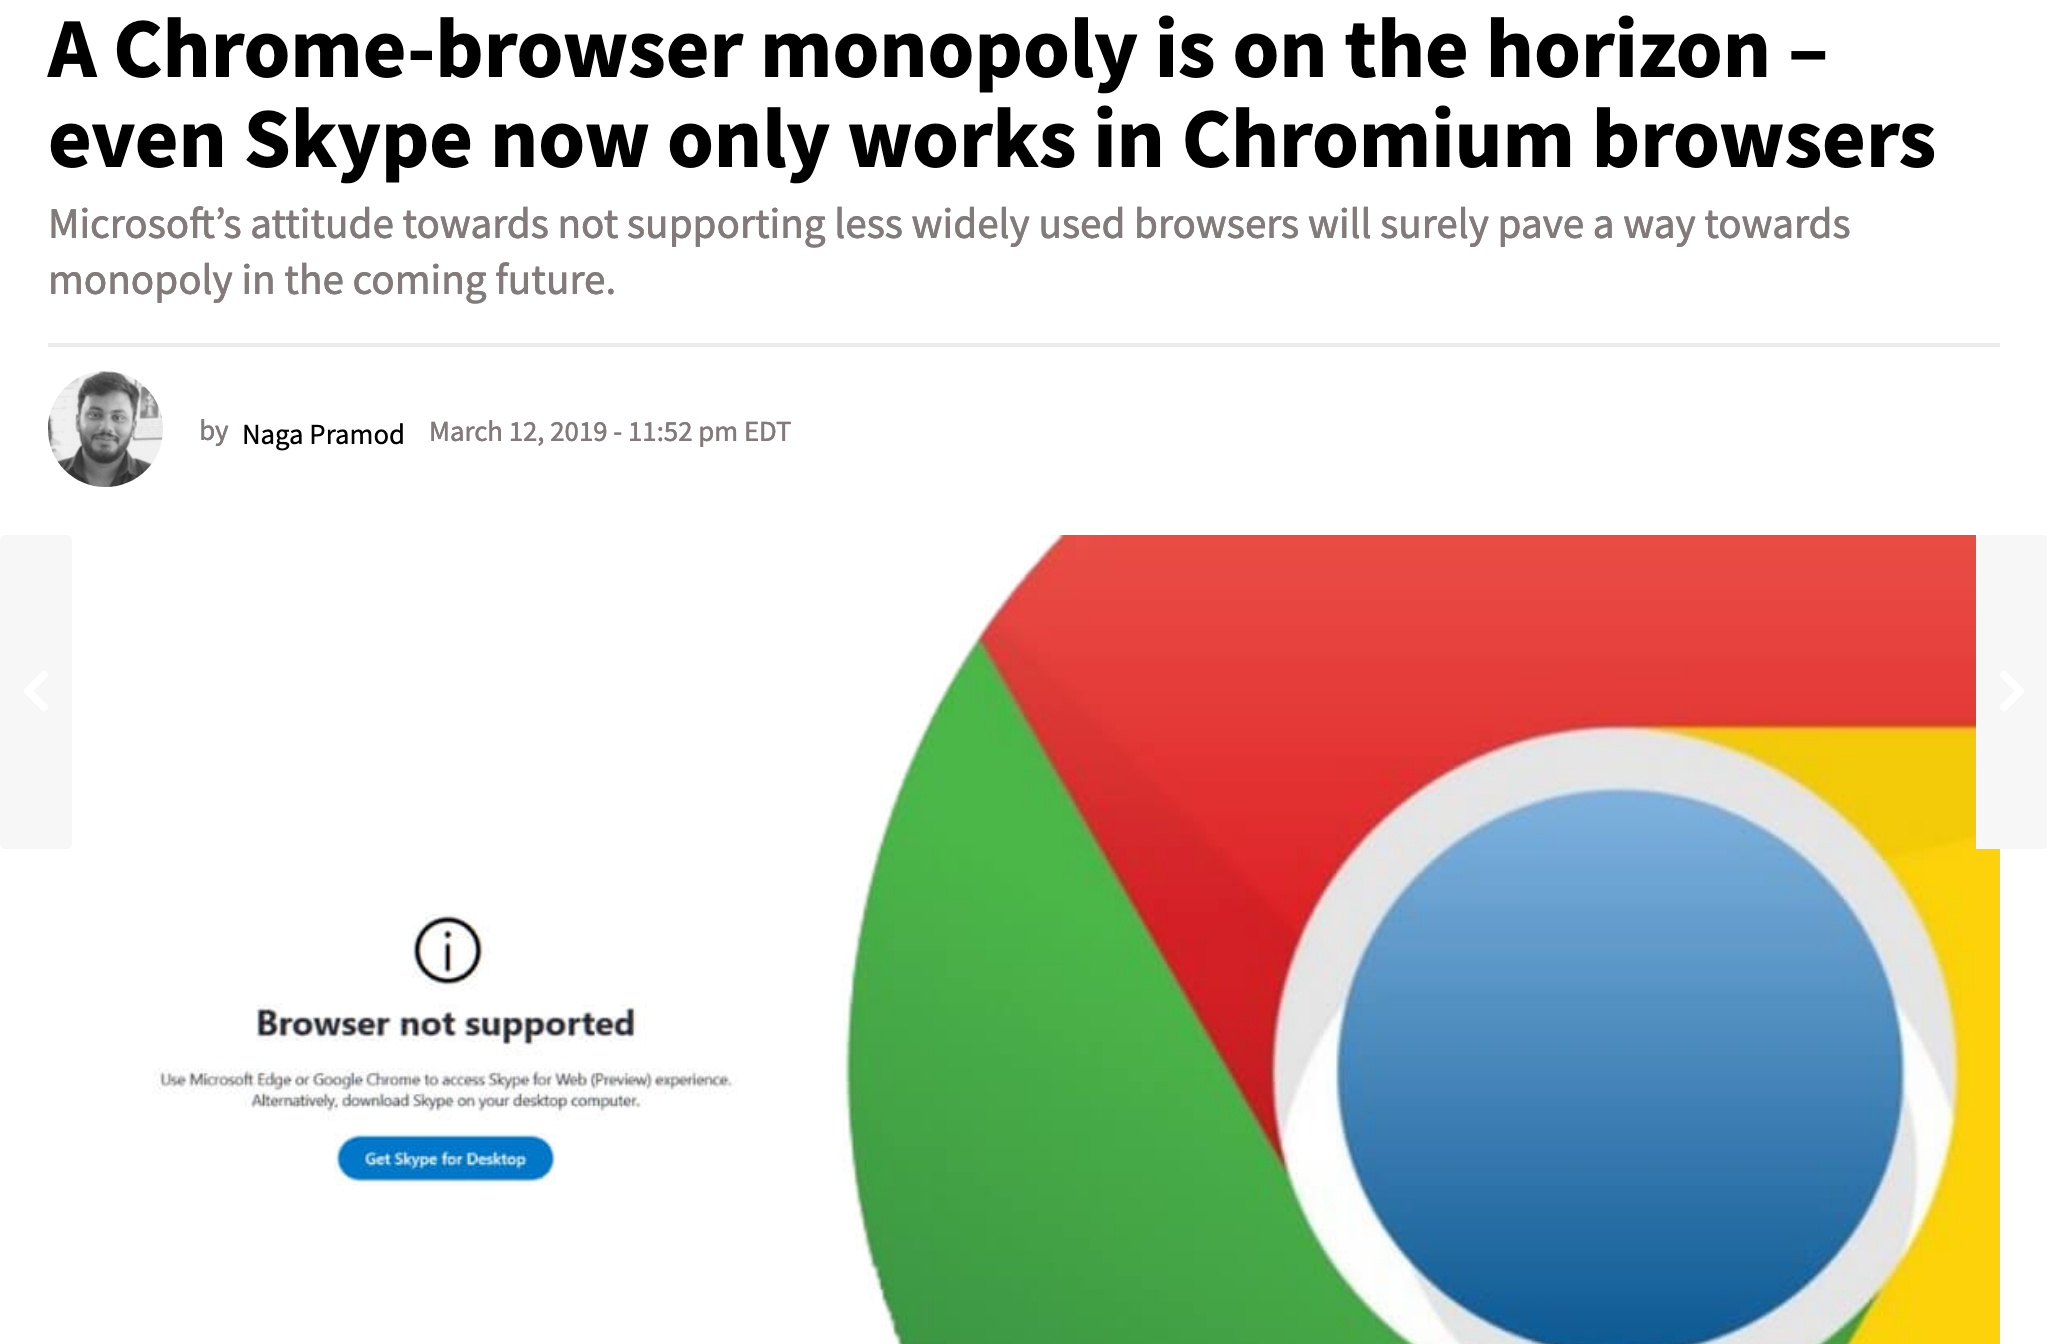 A Chrome-browser monopoly is on the horizon –
even Skype now only works in Chromium browsers
Microsoft’s attitude towards not supporting less widely used browsers will surely pave a way towards
monopoly in the coming future.
by Naga Pramod March 12, 2019 - 11:52 pm EDT
Browser not supported
Use Microsoft Edge or Google Chrome to access Skype for Web (Preview) experience.
Alternatively, download Skype on your desktop computer.
Get Skype for Desktop